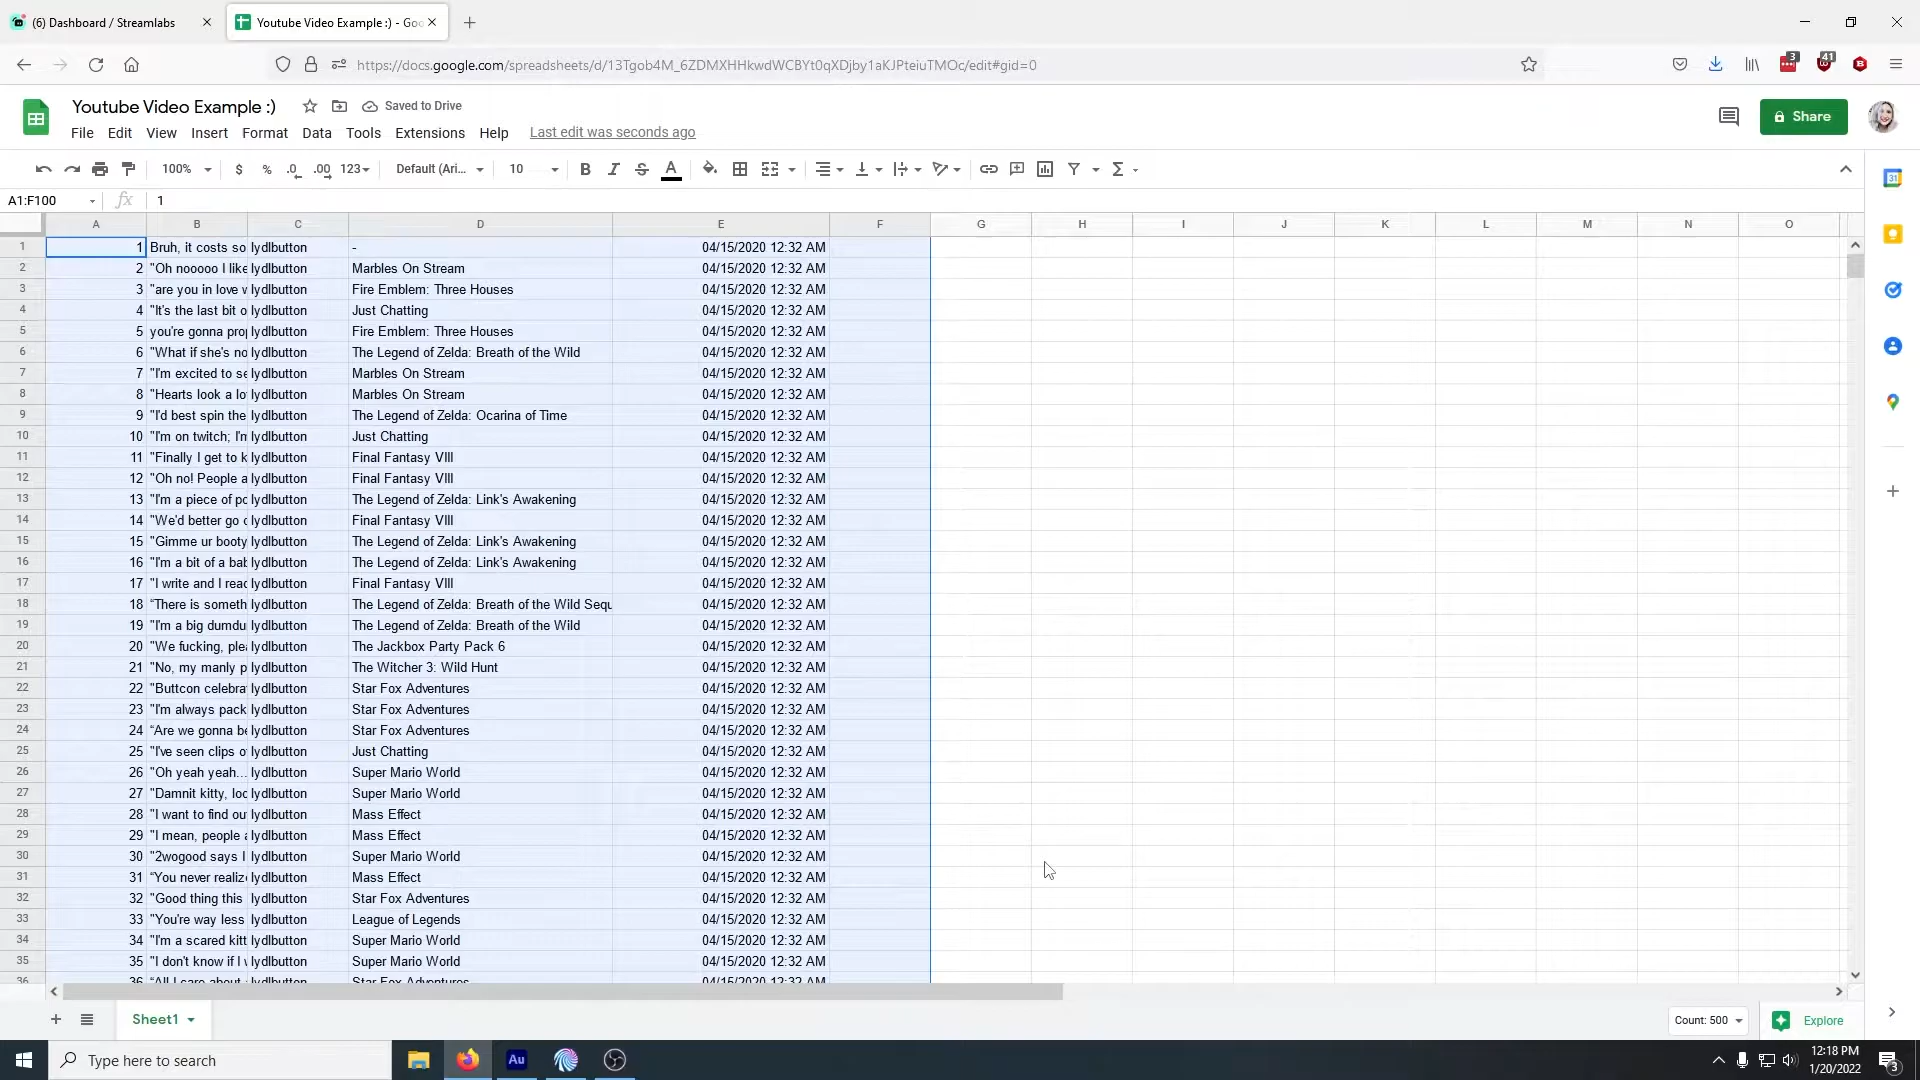 (6) Dashboard / Streamlabs
Youtube Video Example :) - Goo
https://docs.google.com/spreadsheets/d/13Tgob4M_6ZDMXHHkwdWCBYt0qXDjby1aKJPteiuTMOc/edit#gid=0
3
41
Youtube Video Example :)
Saved to Drive
File Edit View Insert Format Data Tools Extensions Help Last edit was seconds ago
Share
100% $ % .0 .00 123 Default (Ari... 10 B I S A
A1:F100 fx 1
A B C D E F G H I J K L M N O
1 1 Bruh, it costs so lydlbutton - 04/15/2020 12:32 AM
2 2 "Oh nooooo I like lydlbutton Marbles On Stream 04/15/2020 12:32 AM
3 3 "are you in love w lydlbutton Fire Emblem: Three Houses 04/15/2020 12:32 AM
4 4 "It's the last bit o lydlbutton Just Chatting 04/15/2020 12:32 AM
5 5 you're gonna prop lydlbutton Fire Emblem: Three Houses 04/15/2020 12:32 AM
6 6 "What if she's no lydlbutton The Legend of Zelda: Breath of the Wild 04/15/2020 12:32 AM
7 7 "I'm excited to se lydlbutton Marbles On Stream 04/15/2020 12:32 AM
8 8 "Hearts look a lo lydlbutton Marbles On Stream 04/15/2020 12:32 AM
9 9 "I'd best spin the lydlbutton The Legend of Zelda: Ocarina of Time 04/15/2020 12:32 AM
10 10 "I'm on twitch; I'm lydlbutton Just Chatting 04/15/2020 12:32 AM
11 11 "Finally I get to k lydlbutton Final Fantasy VIII 04/15/2020 12:32 AM
12 12 "Oh no! People a lydlbutton Final Fantasy VIII 04/15/2020 12:32 AM
13 13 "I'm a piece of po lydlbutton The Legend of Zelda: Link's Awakening 04/15/2020 12:32 AM
14 14 "We'd better go c lydlbutton Final Fantasy VIII 04/15/2020 12:32 AM
15 15 "Gimme ur booty lydlbutton The Legend of Zelda: Link's Awakening 04/15/2020 12:32 AM
16 16 "I'm a bit of a bab lydlbutton The Legend of Zelda: Link's Awakening 04/15/2020 12:32 AM
17 17 "I write and I reac lydlbutton Final Fantasy VIII 04/15/2020 12:32 AM
18 18 “There is someth lydlbutton The Legend of Zelda: Breath of the Wild Sequ 04/15/2020 12:32 AM
19 19 "I'm a big dumdu lydlbutton The Legend of Zelda: Breath of the Wild 04/15/2020 12:32 AM
20 20 "We fucking, plea lydlbutton The Jackbox Party Pack 6 04/15/2020 12:32 AM
21 21 "No, my manly p lydlbutton The Witcher 3: Wild Hunt 04/15/2020 12:32 AM
22 22 "Buttcon celebra lydlbutton Star Fox Adventures 04/15/2020 12:32 AM
23 23 "I'm always pack lydlbutton Star Fox Adventures 04/15/2020 12:32 AM
24 24 “Are we gonna be lydlbutton Star Fox Adventures 04/15/2020 12:32 AM
25 25 "I've seen clips o lydlbutton Just Chatting 04/15/2020 12:32 AM
26 26 "Oh yeah yeah... lydlbutton Super Mario World 04/15/2020 12:32 AM
27 27 "Damnit kitty, loc lydlbutton Super Mario World 04/15/2020 12:32 AM
28 28 "I want to find ou lydlbutton Mass Effect 04/15/2020 12:32 AM
29 29 "I mean, people a lydlbutton Mass Effect 04/15/2020 12:32 AM
30 30 "2wogood says I lydlbutton Super Mario World 04/15/2020 12:32 AM
31 31 “You never realize lydlbutton Mass Effect 04/15/2020 12:32 AM
32 32 "Good thing this lydlbutton Star Fox Adventures 04/15/2020 12:32 AM
33 33 "You're way less lydlbutton League of Legends 04/15/2020 12:32 AM
34 34 "I'm a scared kitt lydlbutton Super Mario World 04/15/2020 12:32 AM
35 35 "I don't know if I w lydlbutton Super Mario World 04/15/2020 12:32 AM
36 36 “All I care about lydlbutton Star Fox Adventures 04/15/2020 12:32 AM
Sheet1
Count: 500
Explore
Type here to search
Au
12:18 PM
1/20/2022
3